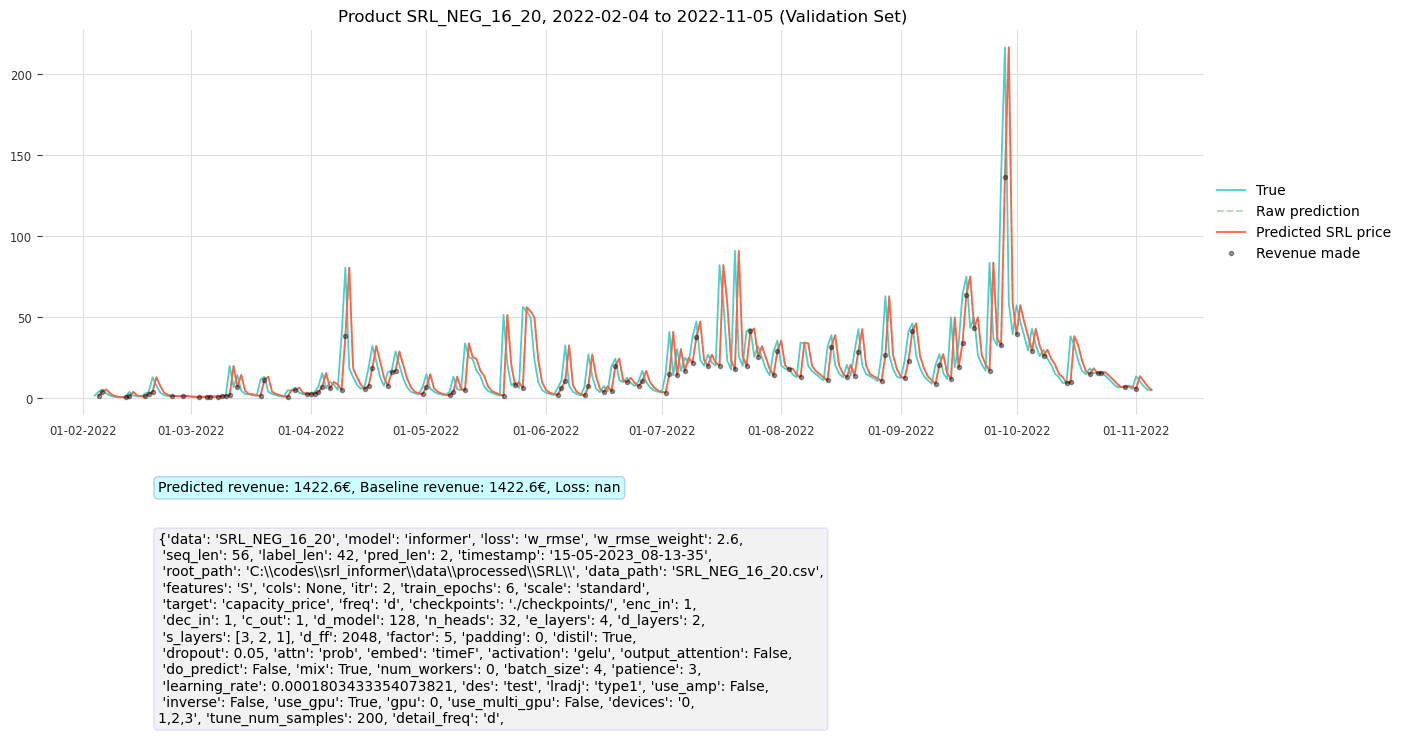 Product SRL_NEG_16_20, 2022-02-04 to 2022-11-05 (Validation Set)
200
150
100
50
0
01-02-2022 01-03-2022 01-04-2022 01-05-2022 01-06-2022 01-07-2022 01-08-2022 01-09-2022 01-10-2022 01-11-2022
True
Raw prediction
Predicted SRL price
Revenue made
Predicted revenue: 1422.6€, Baseline revenue: 1422.6€, Loss: nan
{'data': 'SRL_NEG_16_20', 'model': 'informer', 'loss': 'w_rmse', 'w_rmse_weight': 2.6,
'seq_len': 56, 'label_len': 42, 'pred_len': 2, 'timestamp': '15-05-2023_08-13-35',
'root_path': 'C:\\codes\\srl_informer\\data\\processed\\SRL\\', 'data_path': 'SRL_NEG_16_20.csv',
'features': 'S', 'cols': None, 'itr': 2, 'train_epochs': 6, 'scale': 'standard',
'target': 'capacity_price', 'freq': 'd', 'checkpoints': './checkpoints/', 'enc_in': 1,
'dec_in': 1, 'c_out': 1, 'd_model': 128, 'n_heads': 32, 'e_layers': 4, 'd_layers': 2,
's_layers': [3, 2, 1], 'd_ff': 2048, 'factor': 5, 'padding': 0, 'distil': True,
'dropout': 0.05, 'attn': 'prob', 'embed': 'timeF', 'activation': 'gelu', 'output_attention': False,
'do_predict': False, 'mix': True, 'num_workers': 0, 'batch_size': 4, 'patience': 3,
'learning_rate': 0.0001803433354073821, 'des': 'test', 'lradj': 'type1', 'use_amp': False,
'inverse': False, 'use_gpu': True, 'gpu': 0, 'use_multi_gpu': False, 'devices': '0,
1,2,3', 'tune_num_samples': 200, 'detail_freq': 'd',